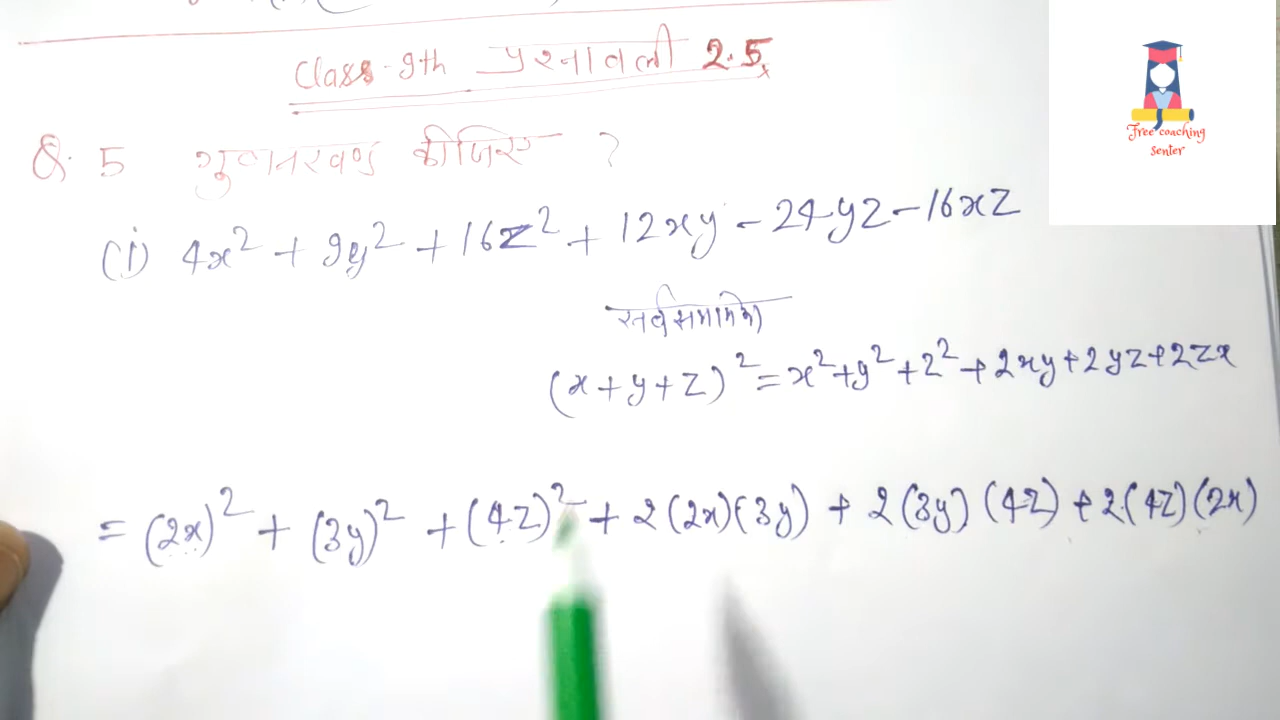 Class-9th प्रश्नावली 2.5
Q. 5 गुणनखण्ड कीजिए ?
(i) 4x² + 9y² + 16z² + 12xy - 24yz - 16xz
(x+y+z)² = x²+y²+z²+2xy+2yz+2zx
= (2x)² + (3y)² + (4z)² + 2(2x)(3y) + 2(3y)(4z) + 2.(4z)(2x)
Free coaching
senter